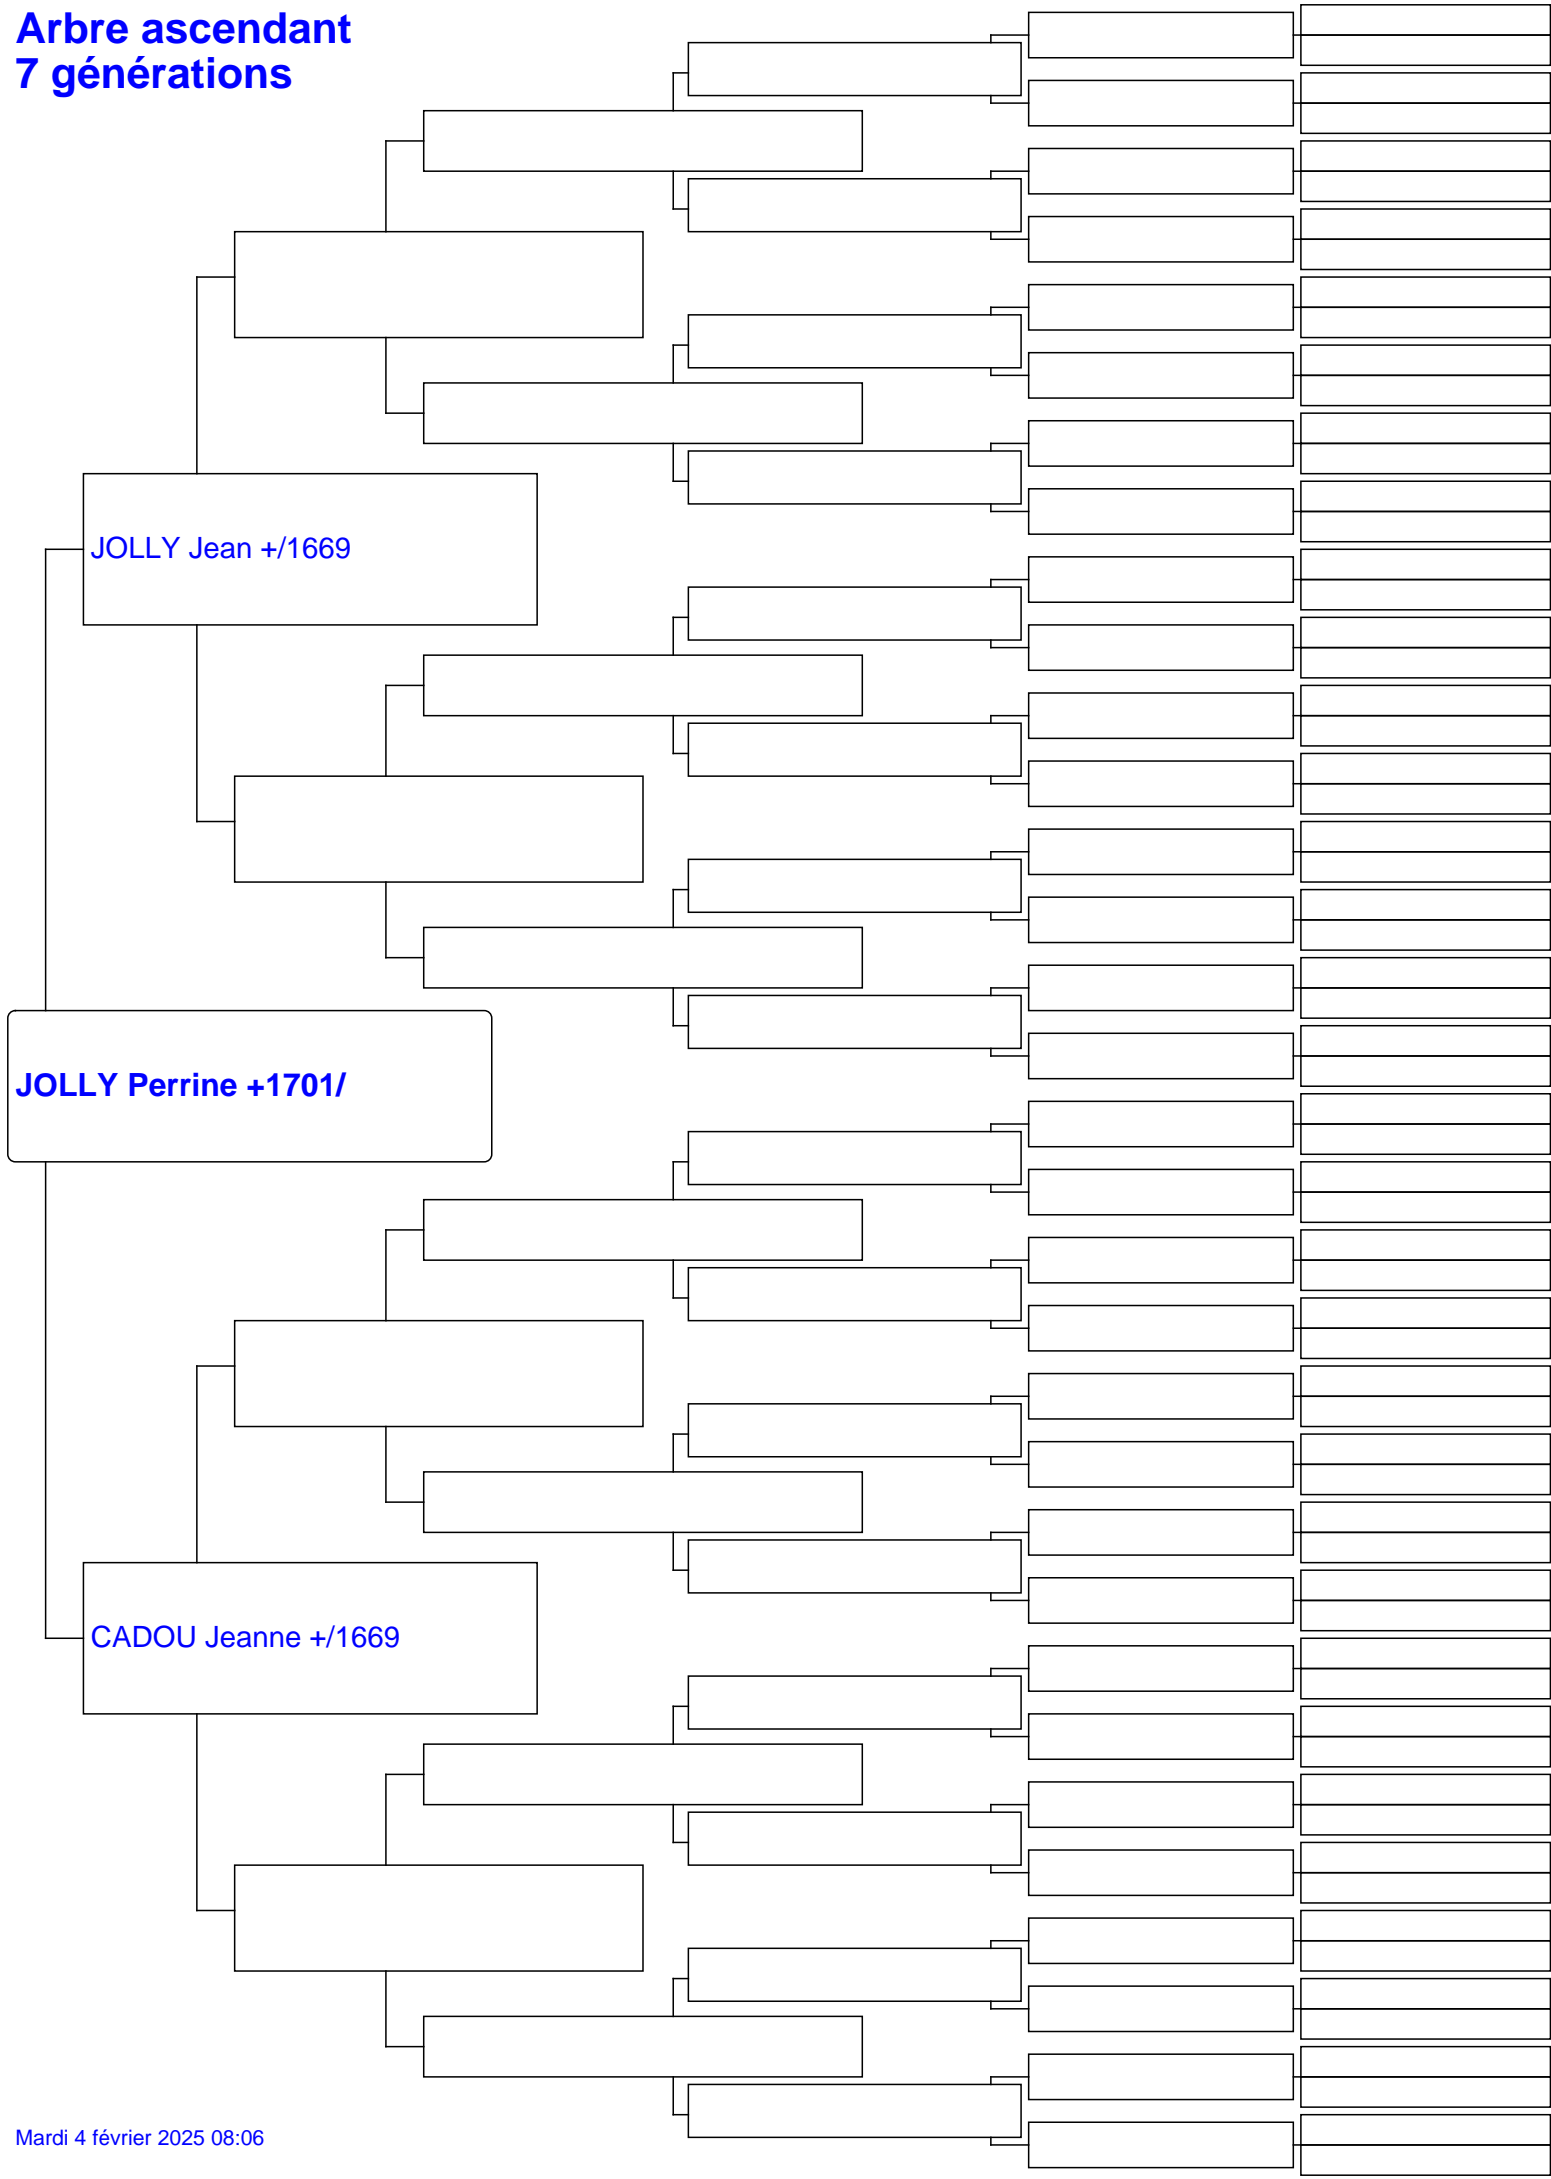 Arbre ascendant
7 générations
JOLLY Jean +/1669
JOLLY Perrine +1701/
CADOU Jeanne +/1669
Mardi 4 février 2025 08:06